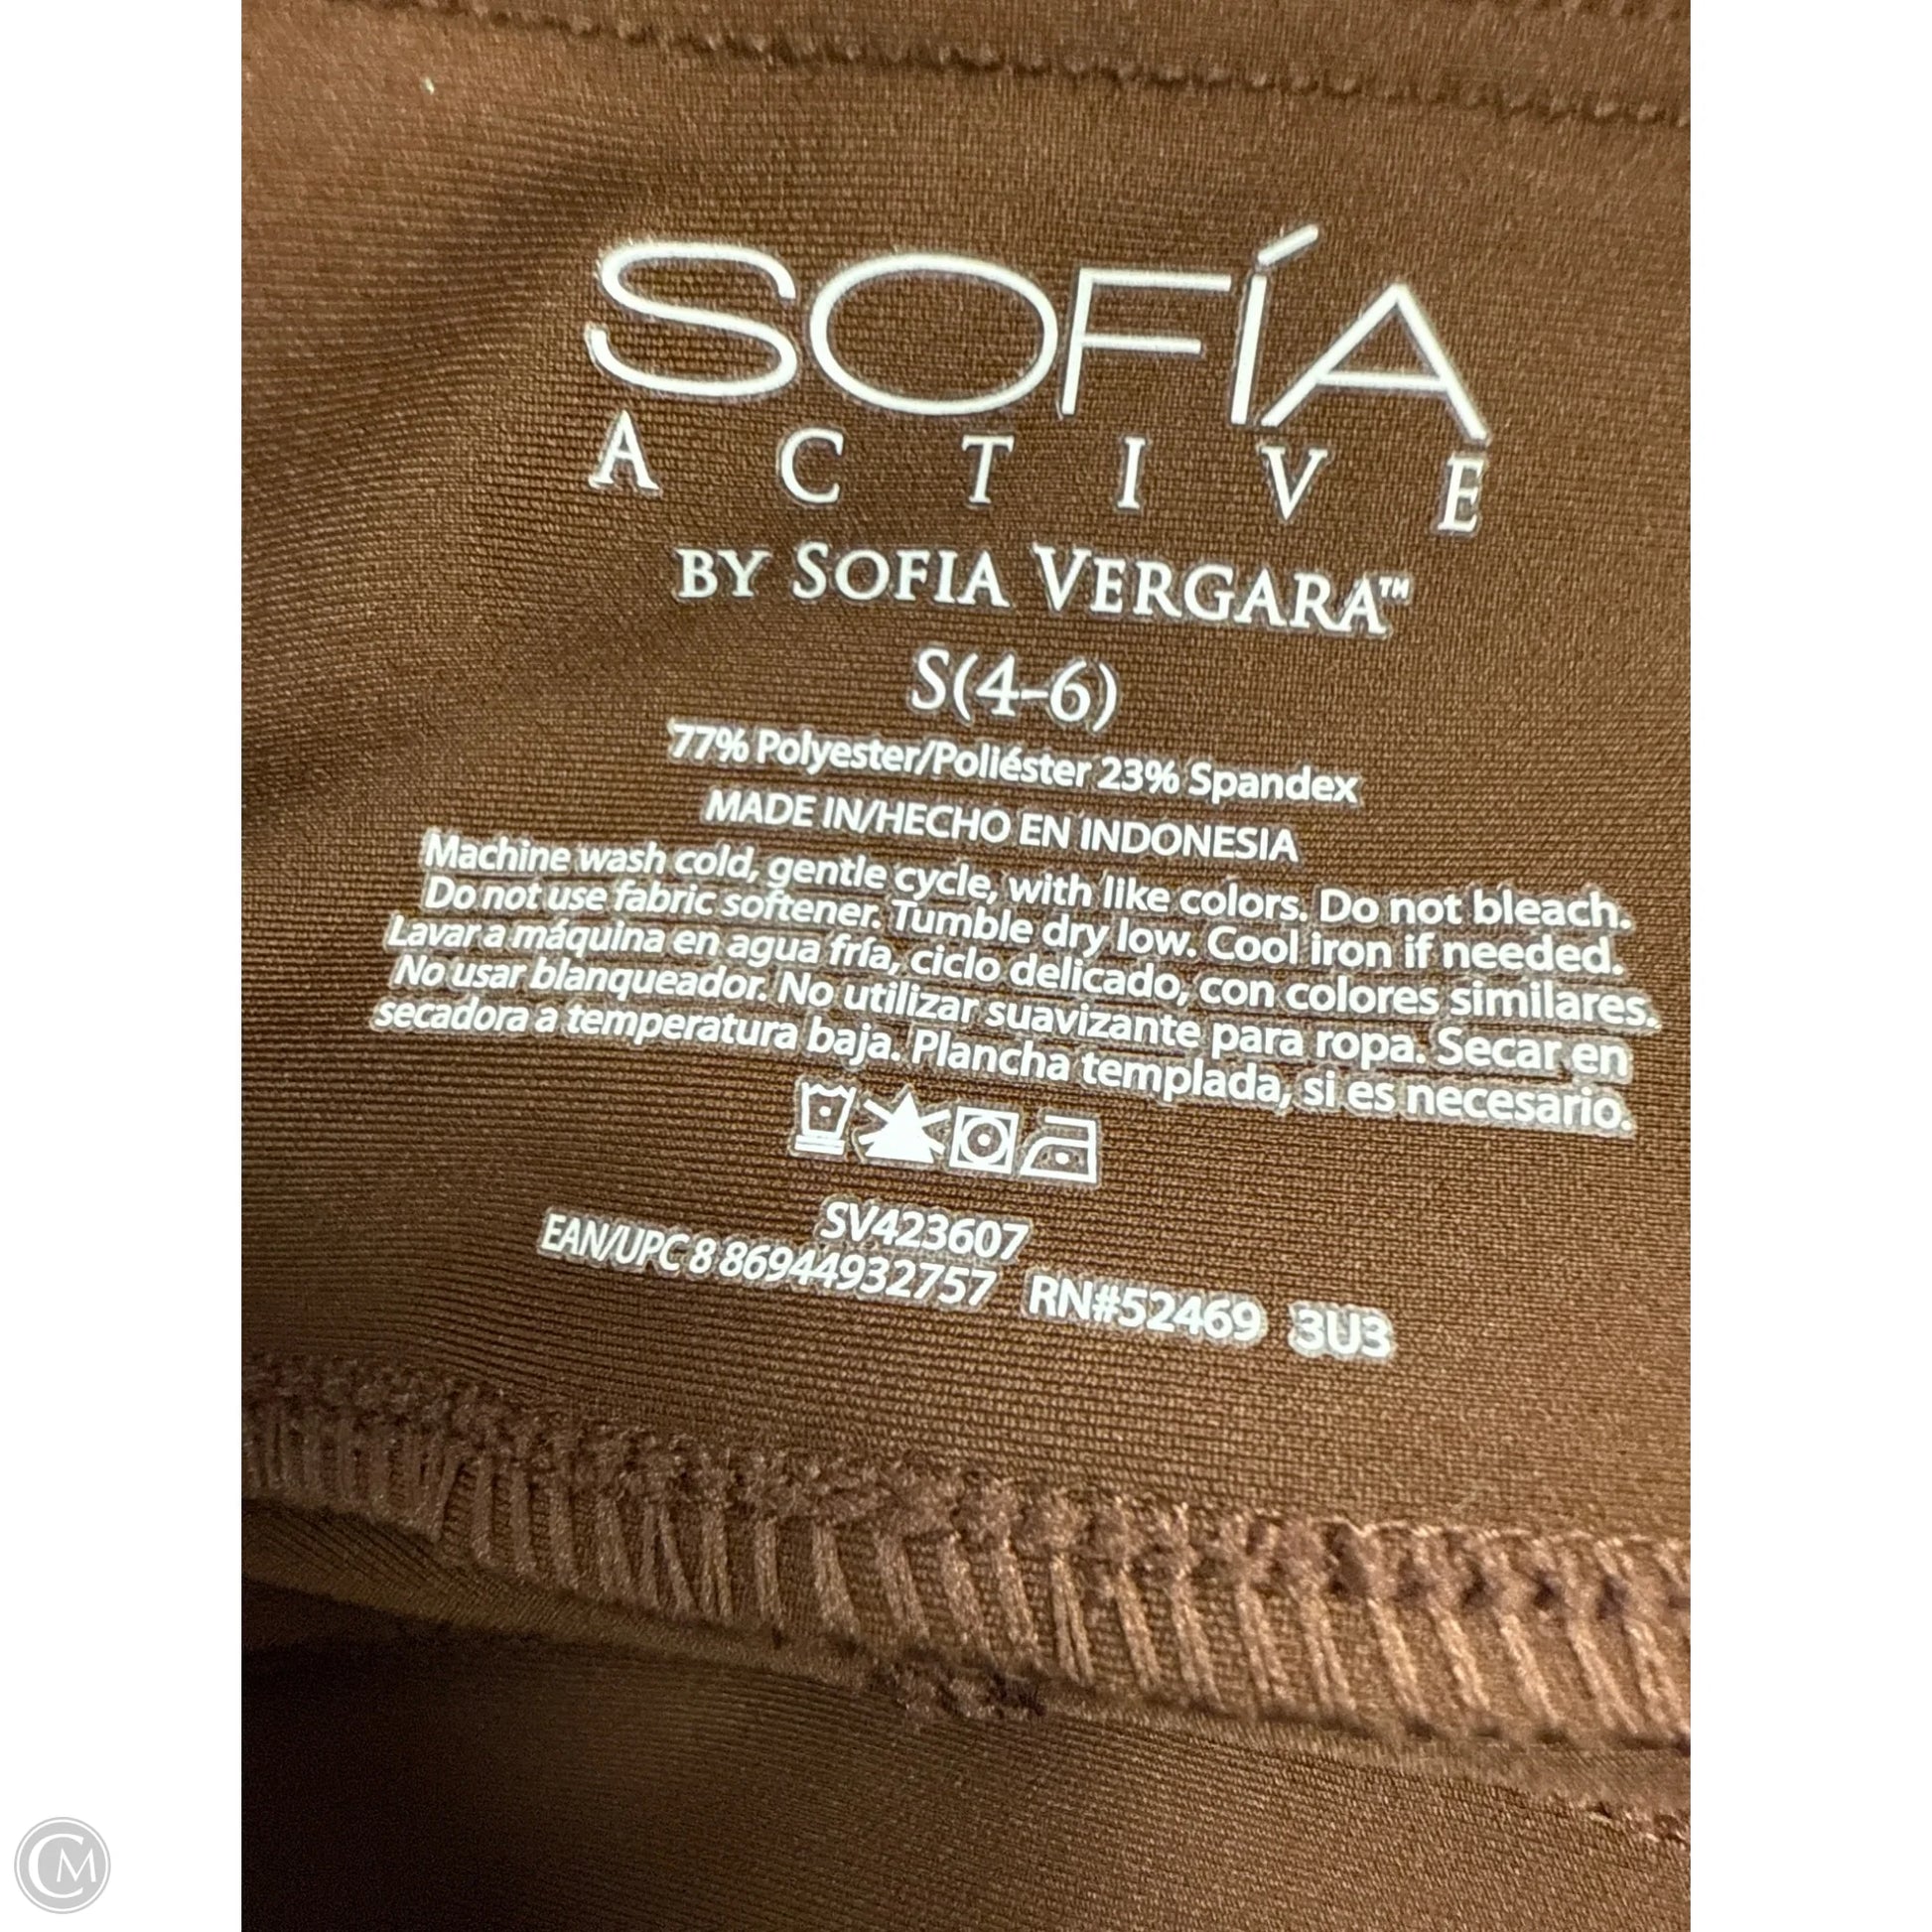 SOFÍA
ACTIVE
BY SOFIA VERGARA™
S(4-6)
77% Polyester/Poliéster 23% Spandex
MADE IN/HECHO EN INDONESIA
Machine wash cold, gentle cycle, with like colors. Do not bleach.
Do not use fabric softener. Tumble dry low. Cool iron if needed.
Lavar a máquina en agua fría, ciclo delicado, con colores similares.
No usar blanqueador. No utilizar suavizante para ropa. Secar en
secadora a temperatura baja. Plancha templada, si es necesario.
SV423607
EAN/UPC 8 86944932757 RN#52469 3U3
CM